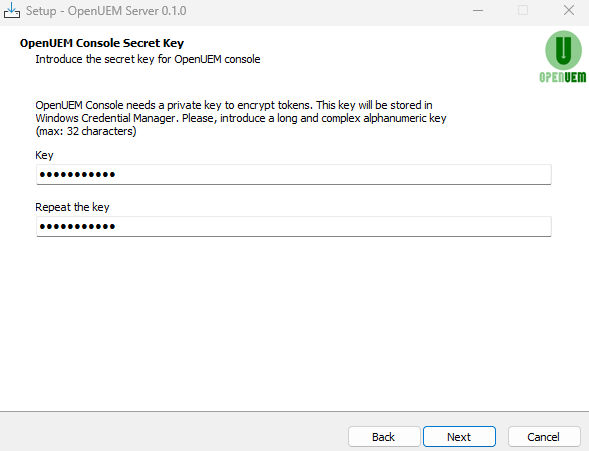 Setup - OpenUEM Server 0.1.0
OpenUEM Console Secret Key
Introduce the secret key for OpenUEM console
OPENUEM
OpenUEM Console needs a private key to encrypt tokens. This key will be stored in
Windows Credential Manager. Please, introduce a long and complex alphanumeric key
(max: 32 characters)
Key
●●●●●●●●●●●
Repeat the key
●●●●●●●●●●●
Back
Next
Cancel